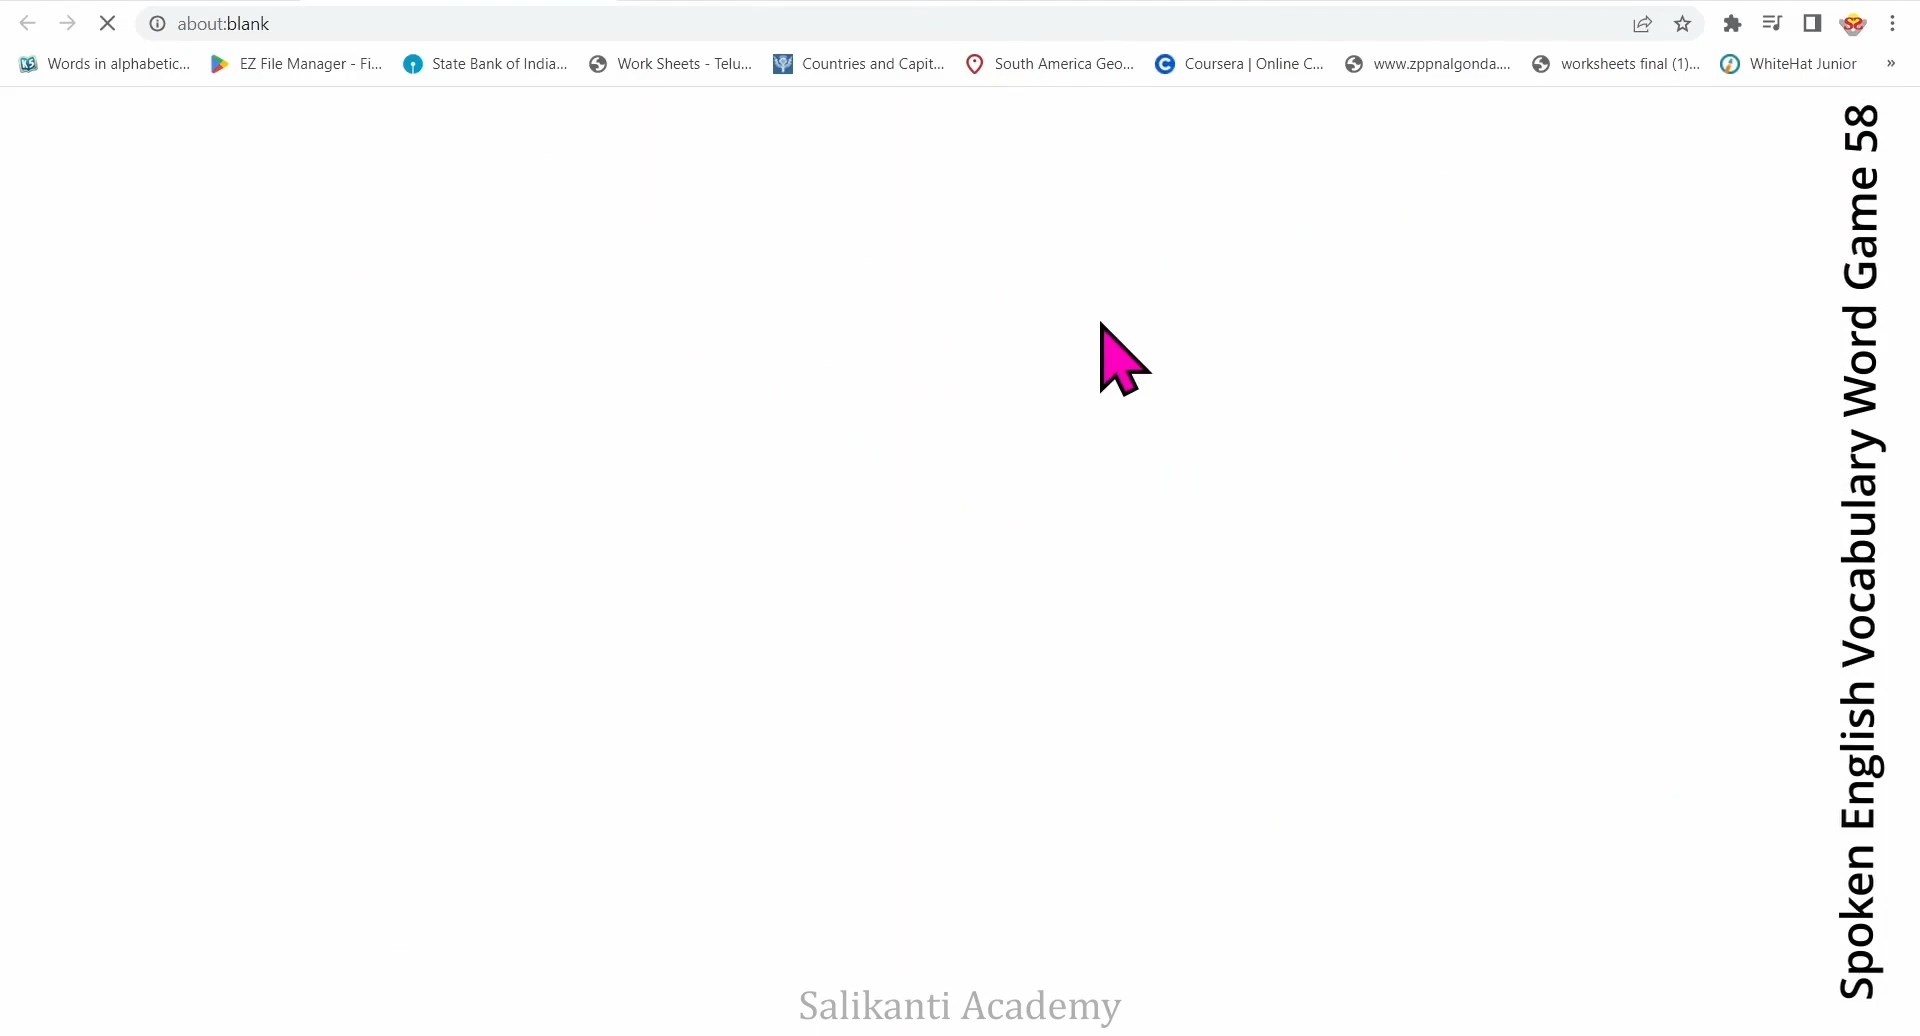 about:blank
Words in alphabetic...
EZ File Manager - Fi...
State Bank of India...
Work Sheets - Telu...
Countries and Capit...
South America Geo...
Coursera | Online C...
www.zppnalgonda....
worksheets final (1)...
WhiteHat Junior
»
Spoken English Vocabulary Word Game 58
Salikanti Academy